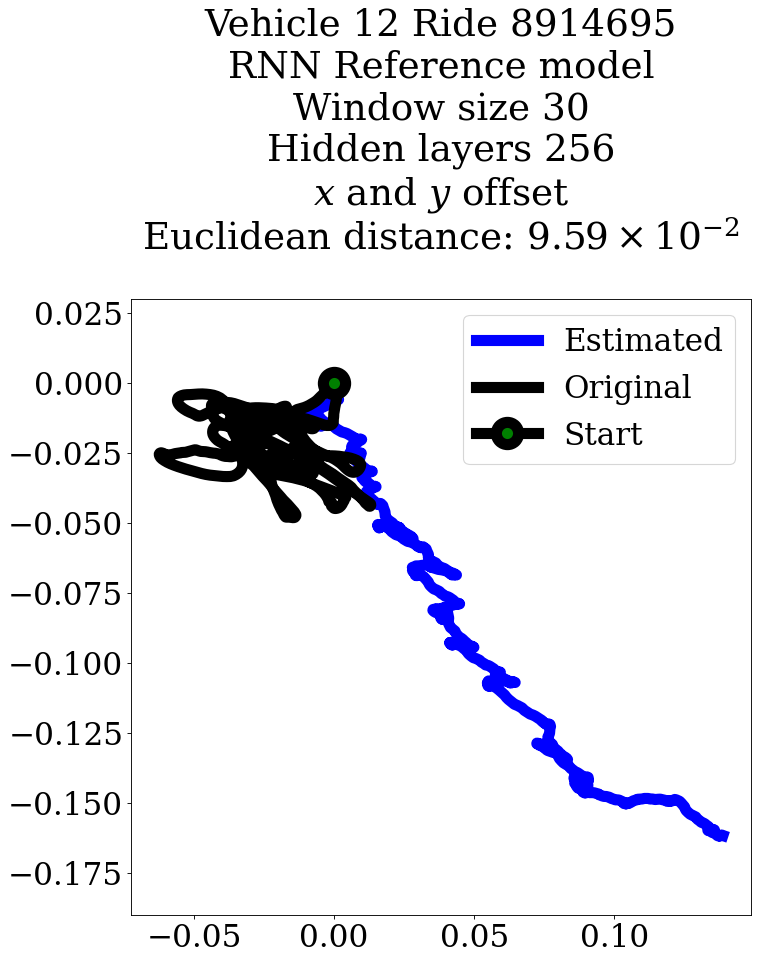 Vehicle 12 Ride 8914695
RNN Reference model
Window size 30
Hidden layers 256
x and y offset
Euclidean distance: 9.59 × 10⁻²
Estimated
Original
Start
0.025
0.000
−0.025
−0.050
−0.075
−0.100
−0.125
−0.150
−0.175
−0.05 0.00 0.05 0.10